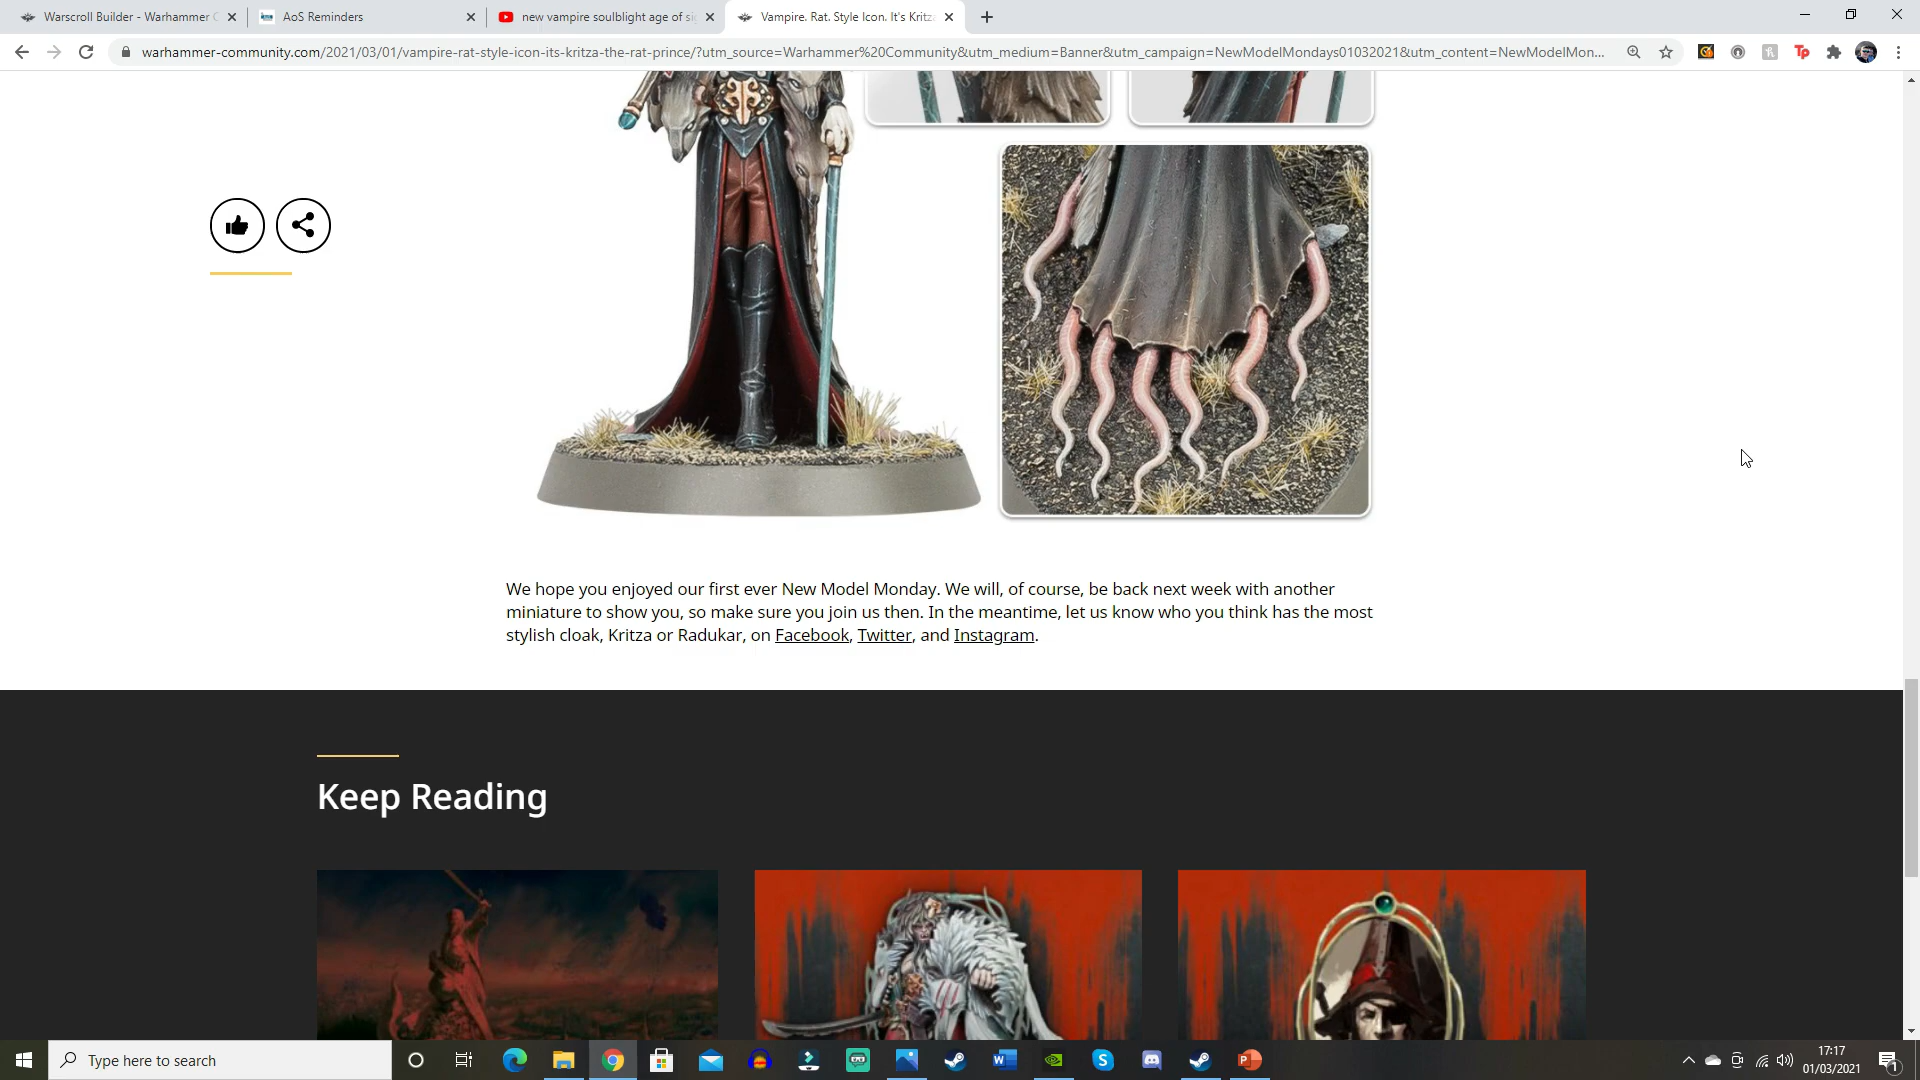 Warscroll Builder - Warhammer
AoS Reminders
new vampire soulblight age of si
Vampire. Rat. Style Icon. It's Kritz
warhammer-community.com/2021/03/01/vampire-rat-style-icon-its-kritza-the-rat-prince/?utm_source=Warhammer%20Community&utm_medium=Banner&utm_campaign=NewModelMondays01032021&utm_content=NewModelMon...
We hope you enjoyed our first ever New Model Monday. We will, of course, be back next week with another
miniature to show you, so make sure you join us then. In the meantime, let us know who you think has the most
stylish cloak, Kritza or Radukar, on Facebook, Twitter, and Instagram.
Keep Reading
Type here to search
17:17
01/03/2021
1